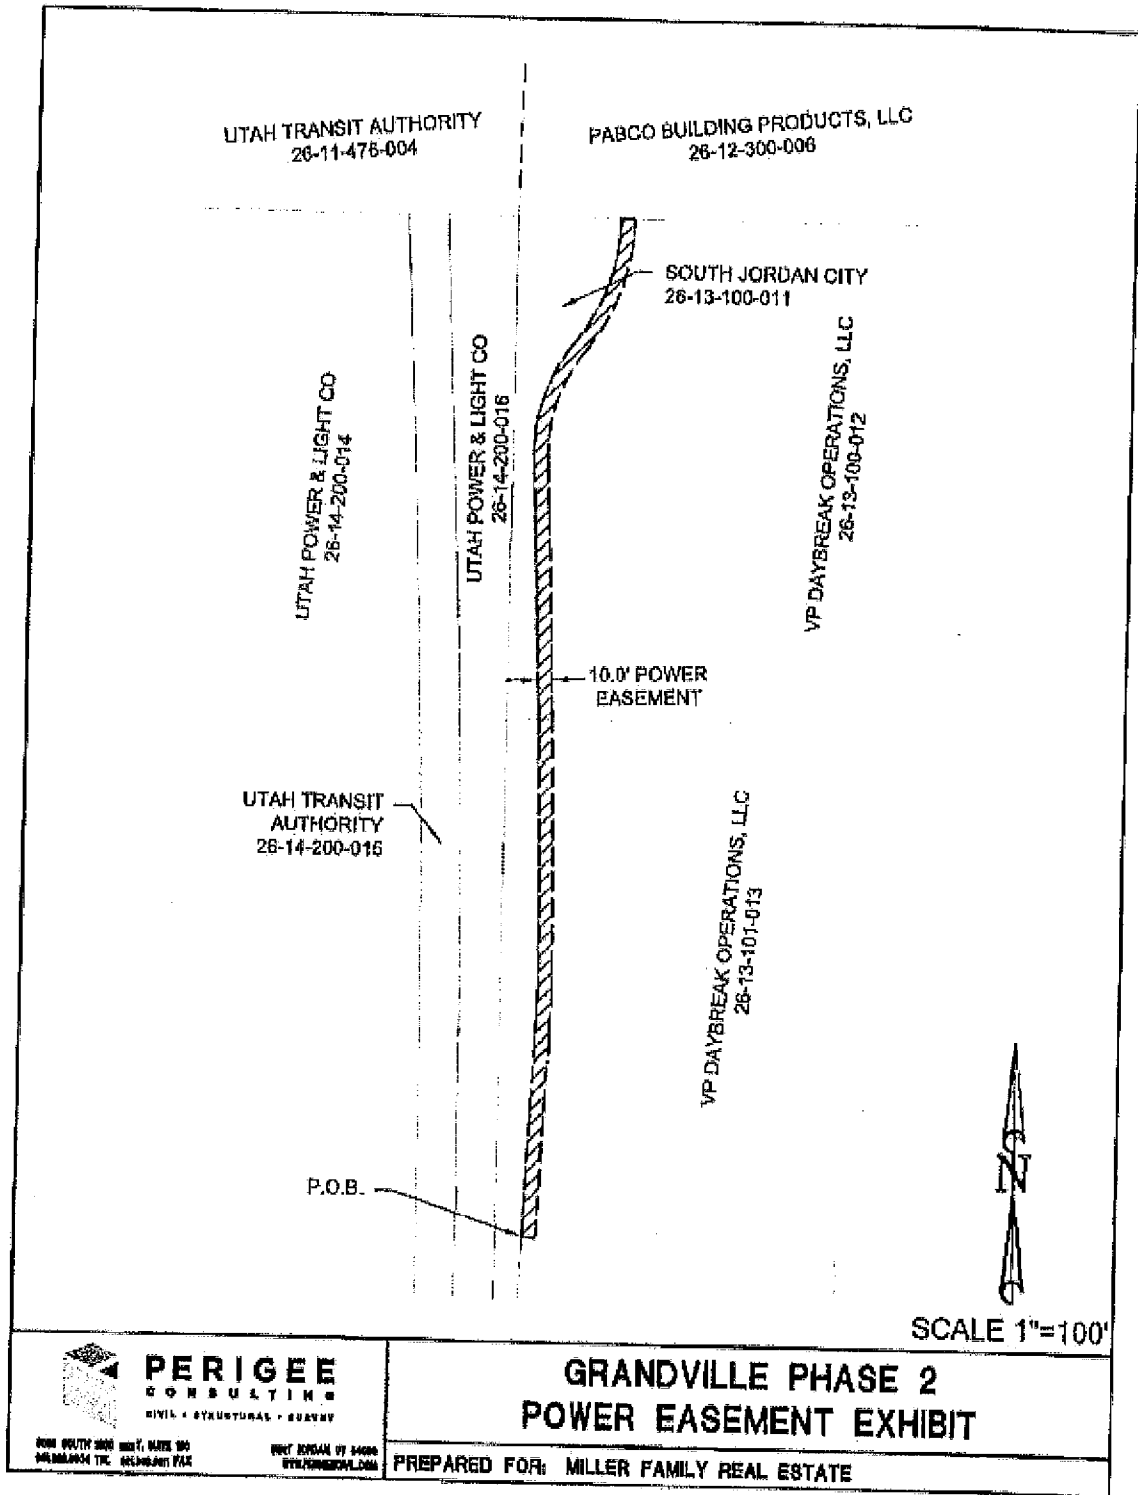 UTAH TRANSIT AUTHORITY
26-11-476-004
PABCO BUILDING PRODUCTS, LLC
26-12-300-006
SOUTH JORDAN CITY
26-13-100-011
UTAH POWER & LIGHT CO
26-14-200-014
UTAH POWER & LIGHT CO
26-14-200-016
VP DAYBREAK OPERATIONS, LLC
26-13-100-012
10.0' POWER
EASEMENT
UTAH TRANSIT
AUTHORITY
26-14-200-015
VP DAYBREAK OPERATIONS, LLC
26-13-101-013
P.O.B.
N
SCALE 1"=100'
PERIGEE
CONSULTING
CIVIL • STRUCTURAL • SURVEY
WEST JORDAN UT
GRANDVILLE PHASE 2
POWER EASEMENT EXHIBIT
PREPARED FOR: MILLER FAMILY REAL ESTATE